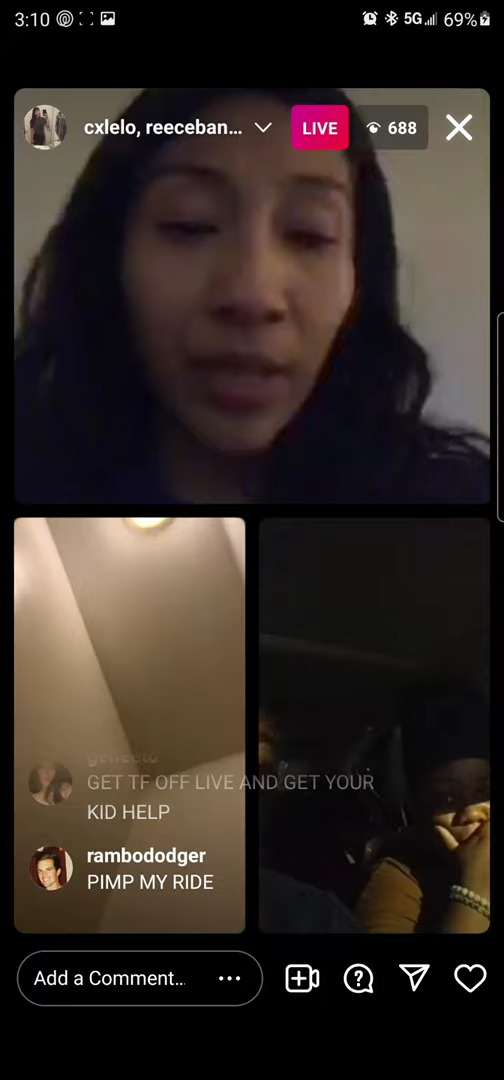 3:10 5G 69%
cxlelo, reeceban... LIVE 688
GET TF OFF LIVE AND GET YOUR
KID HELP
rambododger
PIMP MY RIDE
Add a Comment...